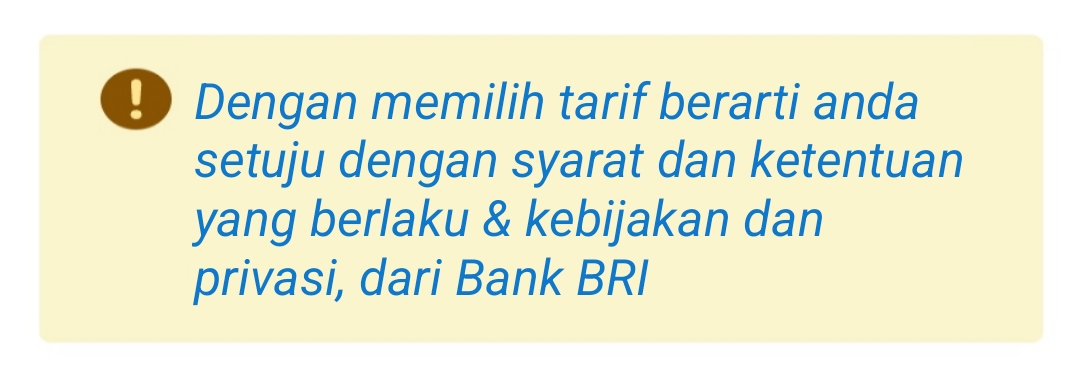 Dengan memilih tarif berarti anda
setuju dengan syarat dan ketentuan
yang berlaku & kebijakan dan
privasi, dari Bank BRI